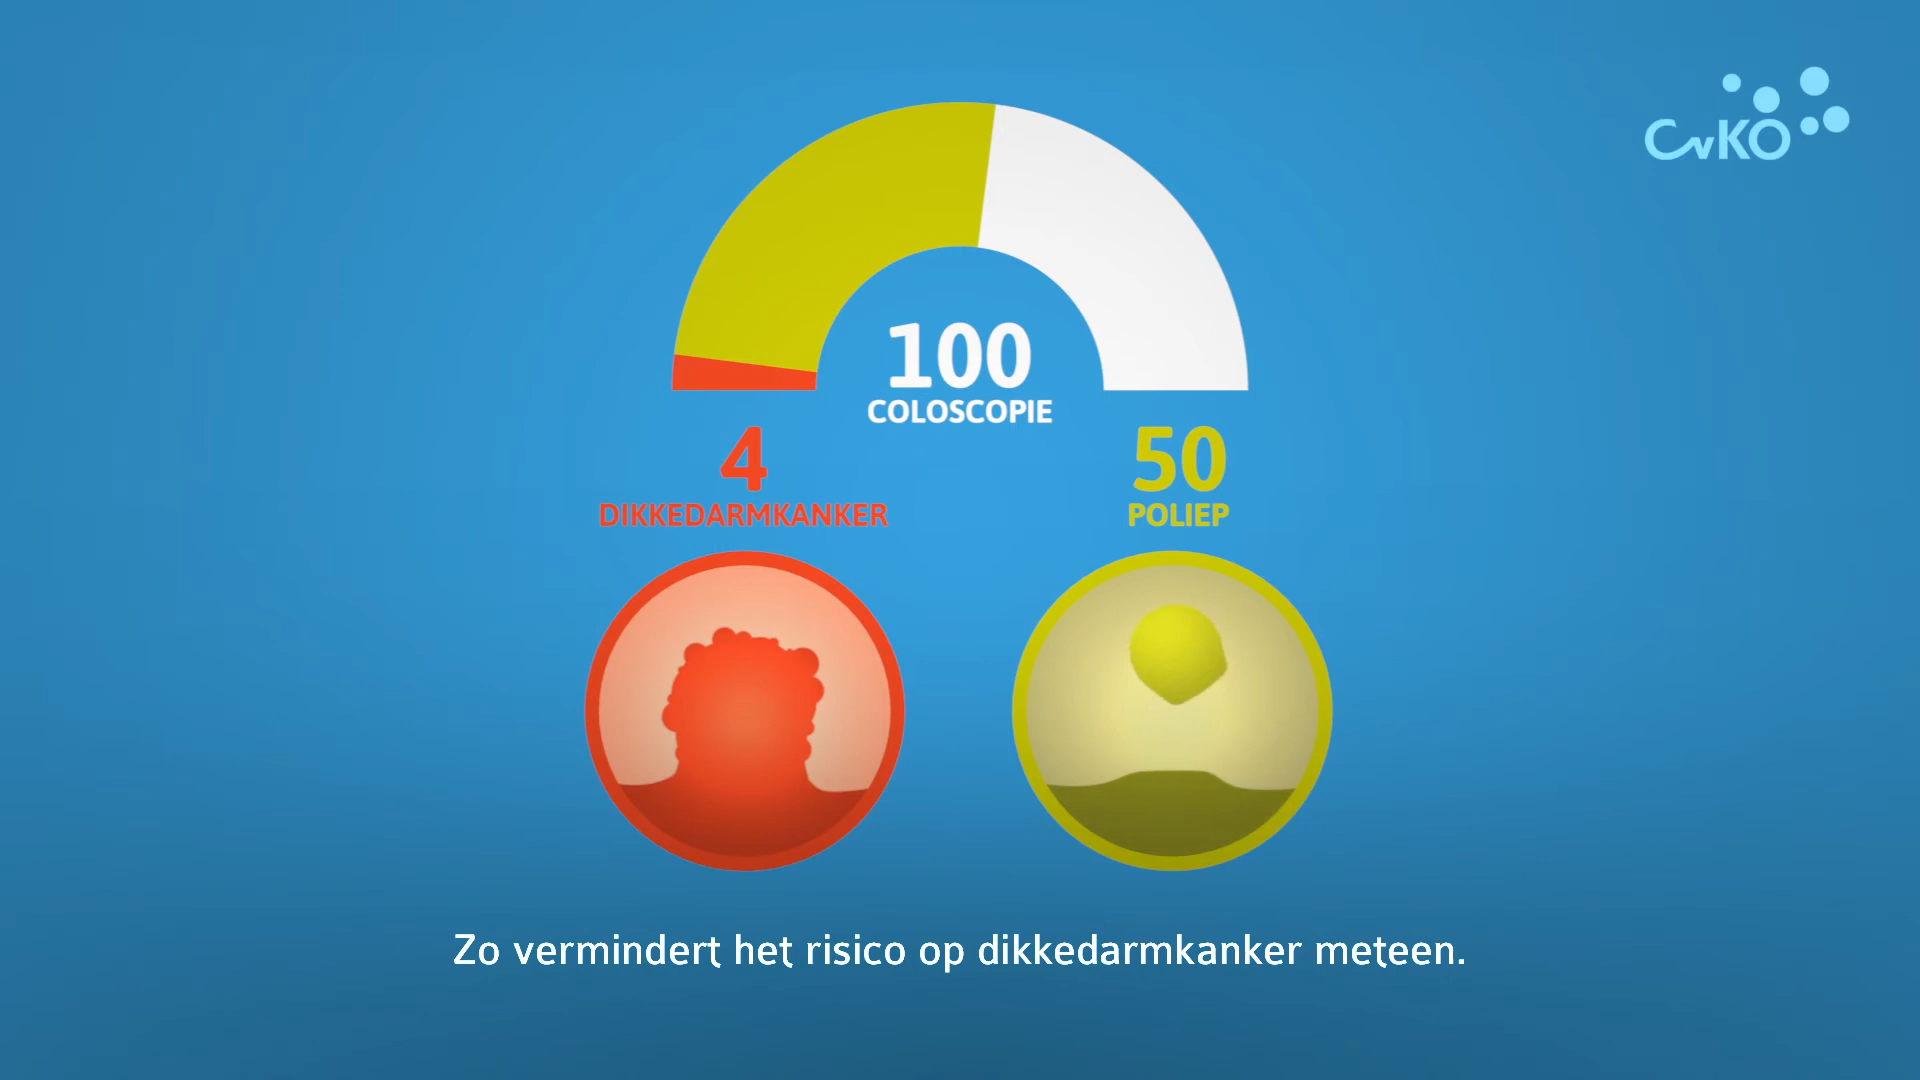 CvKO
100
COLOSCOPIE
4
DIKKEDARMKANKER
50
POLIEP
Zo vermindert het risico op dikkedarmkanker meteen.